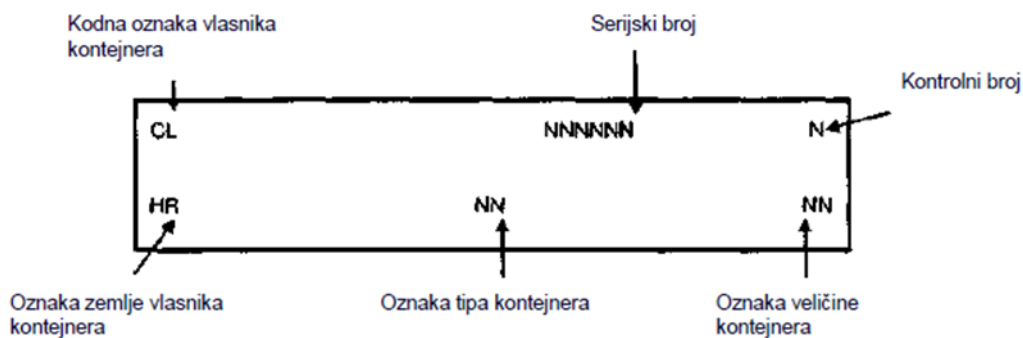 Kodna oznaka vlasnika
kontejnera
Serijski broj
Kontrolni broj
CL
NNNNNN
N
HR
NN
NN
Oznaka zemlje vlasnika
kontejnera
Oznaka tipa kontejnera
Oznaka veličine
kontejnera